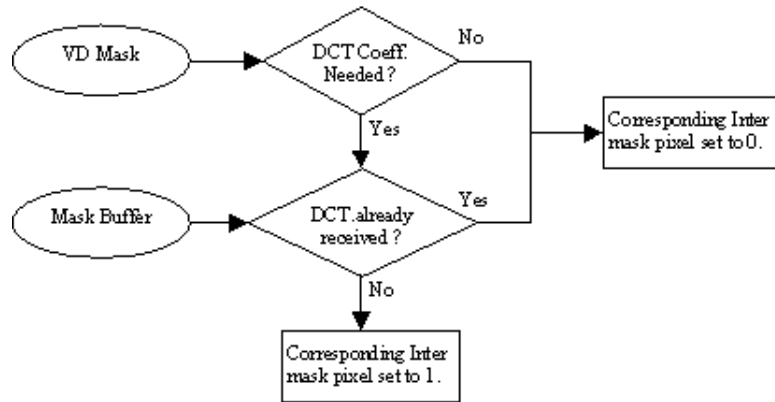 VD Mask
DCT Coeff.
Needed ?
No
Yes
Corresponding Inter
mask pixel set to 0.
Mask Buffer
DCT.already
received ?
Yes
No
Corresponding Inter
mask pixel set to 1.